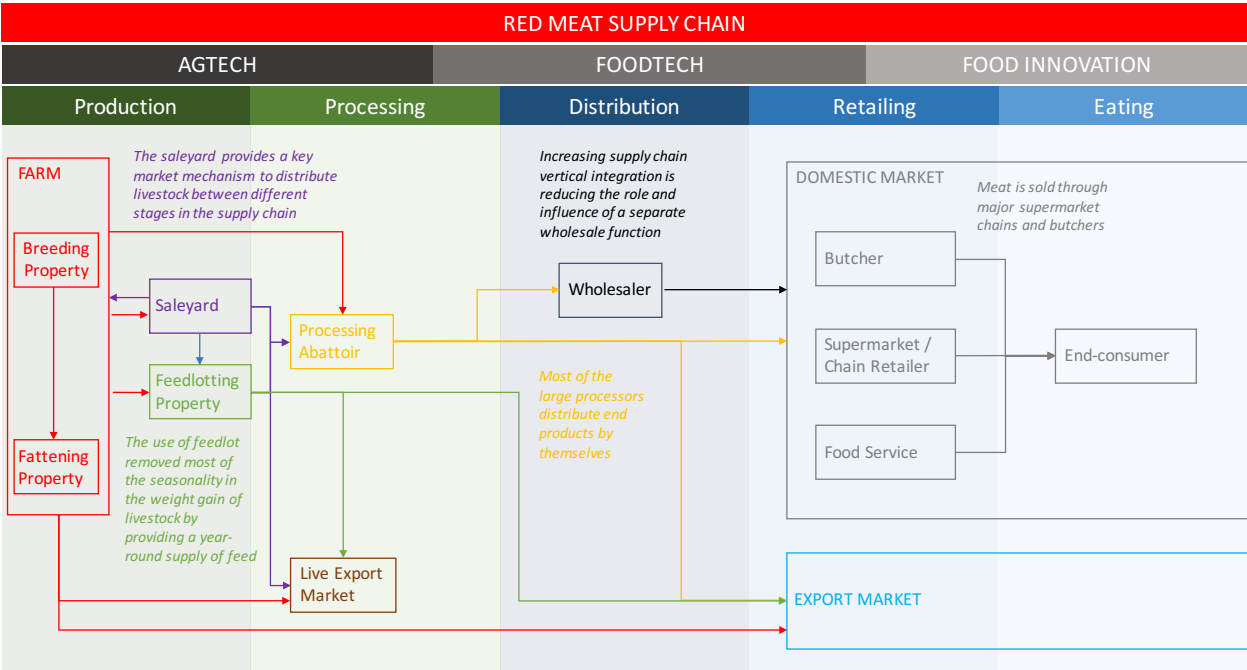 RED MEAT SUPPLY CHAIN
AGTECH
FOODTECH
FOOD INNOVATION
Production
Processing
Distribution
Retailing
Eating
FARM
Breeding
Property
Fattening
Property
The saleyard provides a key
market mechanism to distribute
livestock between different
stages in the supply chain
Saleyard
Feedlotting
Property
The use of feedlot
removed most of
the seasonality in
the weight gain of
livestock by
providing a year-
round supply of feed
Processing
Abattoir
Live Export
Market
Increasing supply chain
vertical integration is
reducing the role and
influence of a separate
wholesale function
Wholesaler
Most of the
large processors
distribute end
products by
themselves
DOMESTIC MARKET
Meat is sold through
major supermarket
chains and butchers
Butcher
Supermarket /
Chain Retailer
Food Service
End-consumer
EXPORT MARKET